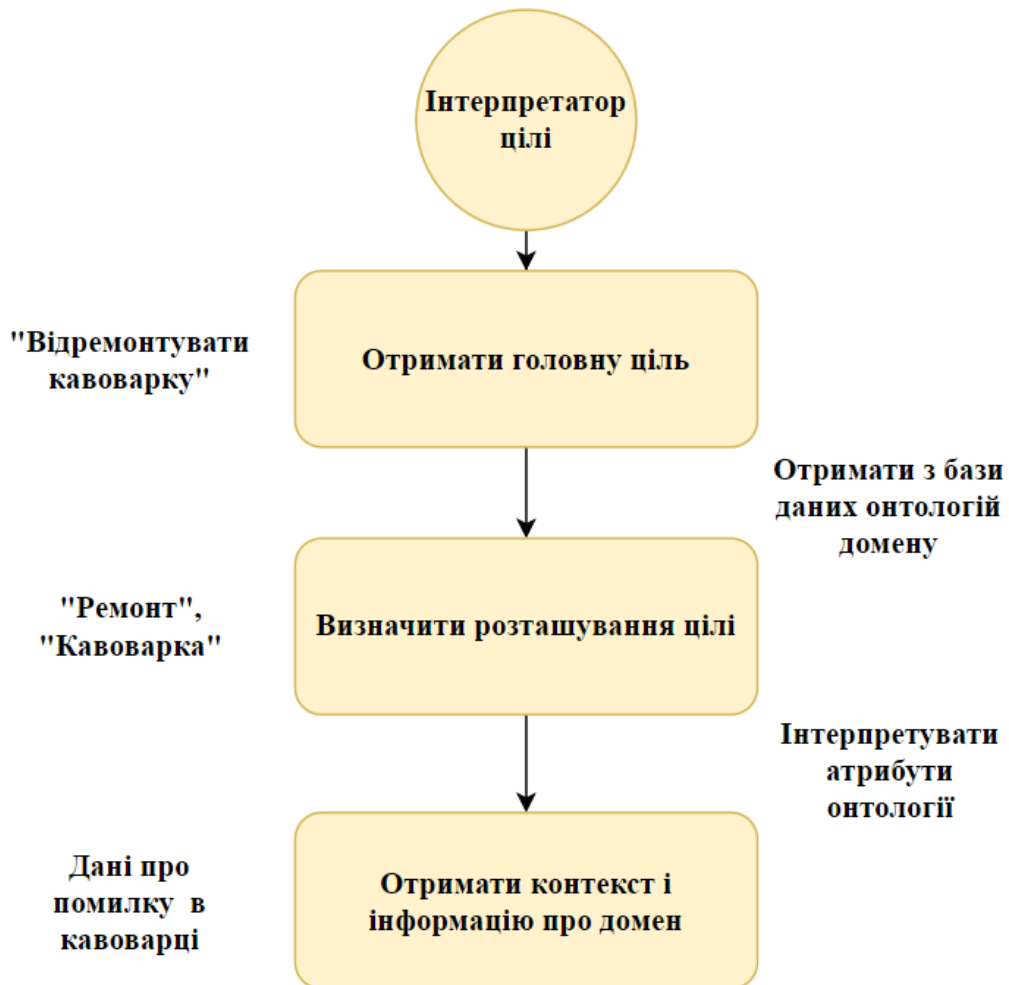 Інтерпретатор
цілі
"Відремонтувати
кавоварку"
Отримати головну ціль
Отримати з бази
даних онтологій
домену
"Ремонт",
"Кавоварка"
Визначити розташування цілі
Інтерпретувати
атрибути
онтології
Дані про
помилку в
кавоварці
Отримати контекст і
інформацію про домен